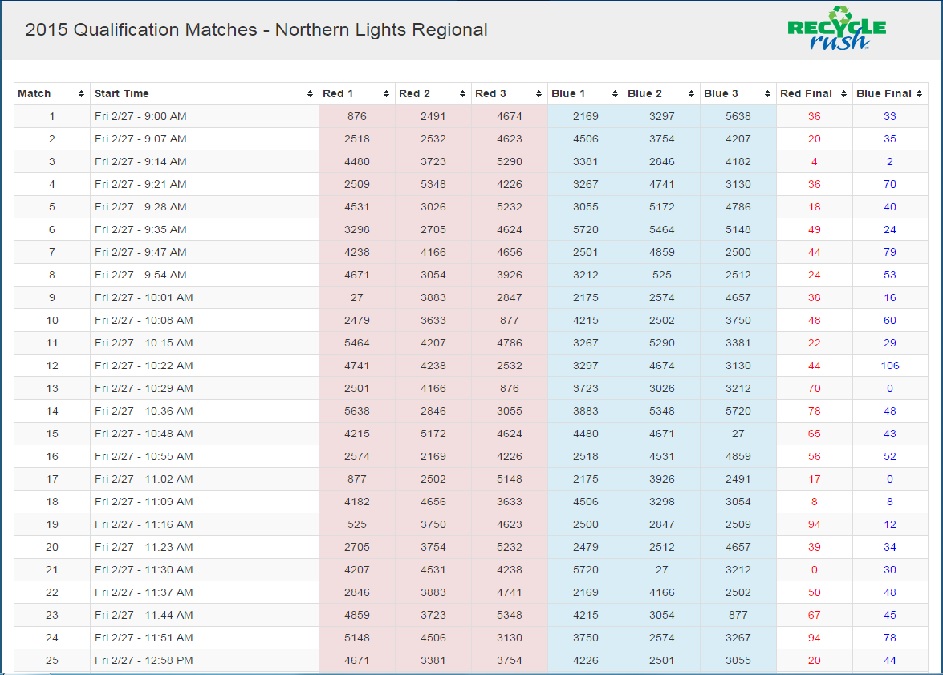 2015 Qualification Matches - Northern Lights Regional
RECYCLE
rush
Match Start Time Red 1 Red 2 Red 3 Blue 1 Blue 2 Blue 3 Red Final Blue Final
1 Fri 2/27 - 9:00 AM 876 2491 4674 2169 3297 5638 36 33
2 Fri 2/27 - 9:07 AM 2518 2532 4623 4506 3754 4207 20 35
3 Fri 2/27 - 9:14 AM 4480 3723 5290 3381 2846 4182 4 2
4 Fri 2/27 - 9:21 AM 2509 5348 4226 3267 4741 3130 36 70
5 Fri 2/27 - 9:28 AM 4531 3026 5232 3055 5172 4786 18 40
6 Fri 2/27 - 9:35 AM 3298 2705 4624 5720 5464 5148 49 24
7 Fri 2/27 - 9:47 AM 4238 4166 4656 2501 4859 2500 44 79
8 Fri 2/27 - 9:54 AM 4671 3054 3926 3212 525 2512 24 53
9 Fri 2/27 - 10:01 AM 27 3883 2847 2175 2574 4657 36 16
10 Fri 2/27 - 10:08 AM 2479 3633 877 4215 2502 3750 48 60
11 Fri 2/27 - 10:15 AM 5464 4207 4786 3267 5290 3381 22 29
12 Fri 2/27 - 10:22 AM 4741 4238 2532 3297 4674 3130 44 106
13 Fri 2/27 - 10:29 AM 2501 4166 876 3723 3026 3212 70 0
14 Fri 2/27 - 10:36 AM 5638 2846 3055 3883 5348 5720 78 48
15 Fri 2/27 - 10:48 AM 4215 5172 4624 4480 4671 27 65 43
16 Fri 2/27 - 10:55 AM 2574 2169 4226 2518 4531 4859 56 52
17 Fri 2/27 - 11:02 AM 877 2502 5148 2175 3926 2491 17 0
18 Fri 2/27 - 11:09 AM 4182 4656 3633 4506 3298 3054 8 8
19 Fri 2/27 - 11:16 AM 525 3750 4623 2500 2847 2509 94 12
20 Fri 2/27 - 11:23 AM 2705 3754 5232 2479 2512 4657 39 34
21 Fri 2/27 - 11:30 AM 4207 4531 4238 5720 27 3212 0 30
22 Fri 2/27 - 11:37 AM 2846 3883 4741 2169 4166 2502 50 48
23 Fri 2/27 - 11:44 AM 4859 3723 5348 4215 3054 877 67 45
24 Fri 2/27 - 11:51 AM 5148 4506 3130 3750 2574 3267 94 78
25 Fri 2/27 - 12:58 PM 4671 3381 3754 4226 2501 3055 20 44